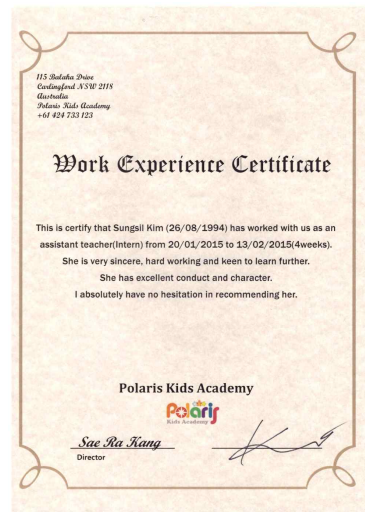 115 Balaka Drive
Carlingford NSW 2118
Australia
Polaris Kids Academy
+61 424 733 123
Work Experience Certificate
This is certify that Sungsil Kim (26/08/1994) has worked with us as an
assistant teacher(Intern) from 20/01/2015 to 13/02/2015(4weeks).
She is very sincere, hard working and keen to learn further.
She has excellent conduct and character.
I absolutely have no hesitation in recommending her.
Polaris Kids Academy
Polaris
Kids Academy
Sae Ra Kang
Director